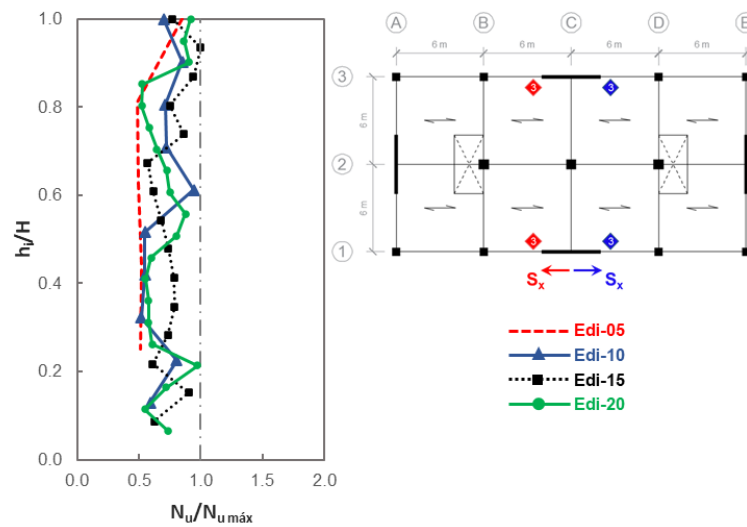 1.0
0.8
0.6
0.4
0.2
0.0
hᵢ/H
0.0 0.5 1.0 1.5 2.0
Nᵤ/Nᵤ máx
A B C D E
6 m 6 m 6 m 6 m
3
3 3
6 m
2
6 m
1
3 3
Sₓ Sₓ
Edi-05
Edi-10
Edi-15
Edi-20